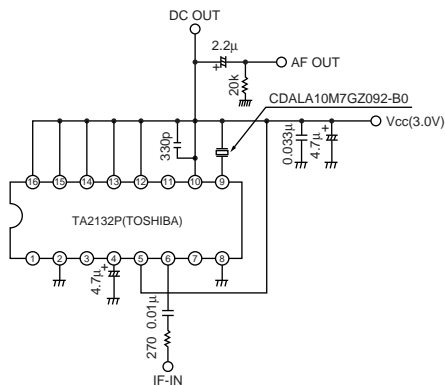 DC OUT
2.2μ
+
AF OUT
20k
CDALA10M7GZ092-B0
Vcc(3.0V)
330p
0.033μ
4.7μ
+
16 15 14 13 12 11 10 9
TA2132P(TOSHIBA)
1 2 3 4 5 6 7 8
4.7μ
+
0.01μ
270
IF-IN